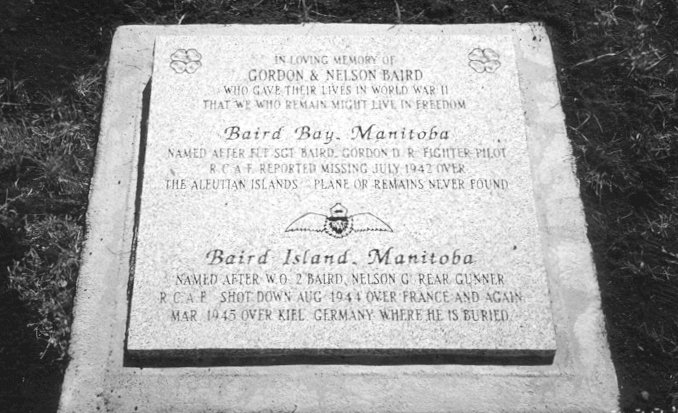 IN LOVING MEMORY OF
GORDON & NELSON BAIRD
WHO GAVE THEIR LIVES IN WORLD WAR II
THAT WE WHO REMAIN MIGHT LIVE IN FREEDOM
Baird Bay, Manitoba
NAMED AFTER FLT SGT BAIRD, GORDON D R FIGHTER PILOT
R C A F REPORTED MISSING JULY 1942 OVER
THE ALEUTIAN ISLANDS PLANE OR REMAINS NEVER FOUND
Baird Island, Manitoba
NAMED AFTER W.O. 2 BAIRD, NELSON G REAR GUNNER
R C A F SHOT DOWN AUG 1944 OVER FRANCE AND AGAIN
MAR 1945 OVER KIEL GERMANY WHERE HE IS BURIED